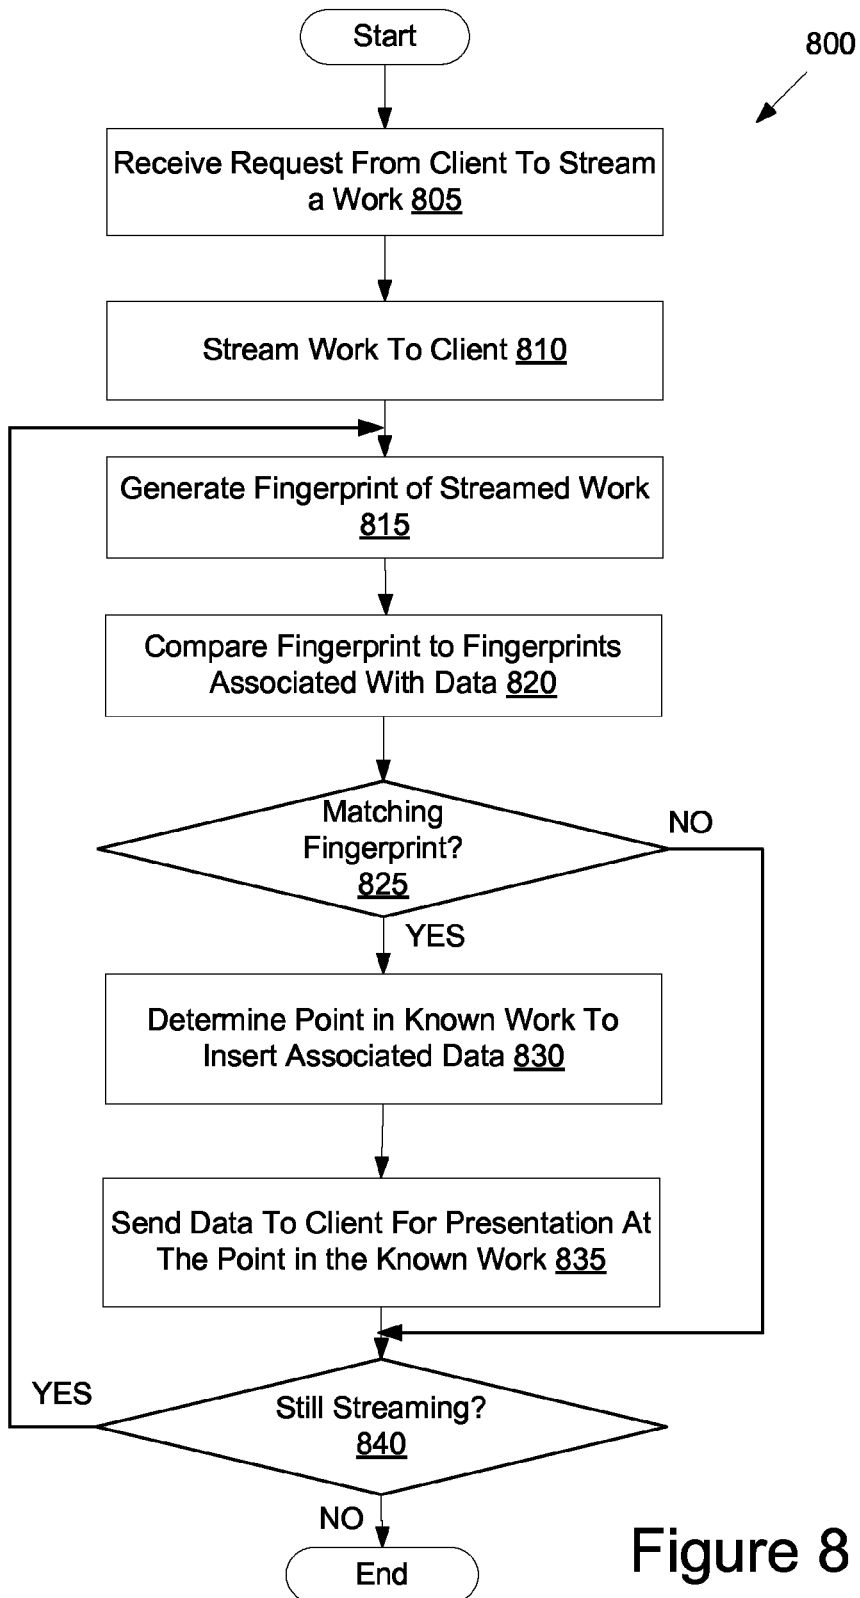 Start
800
Receive Request From Client To Stream
a Work 805
Stream Work To Client 810
Generate Fingerprint of Streamed Work
815
Compare Fingerprint to Fingerprints
Associated With Data 820
Matching
Fingerprint?
825
NO
YES
Determine Point in Known Work To
Insert Associated Data 830
Send Data To Client For Presentation At
The Point in the Known Work 835
YES
Still Streaming?
840
NO
End
Figure 8